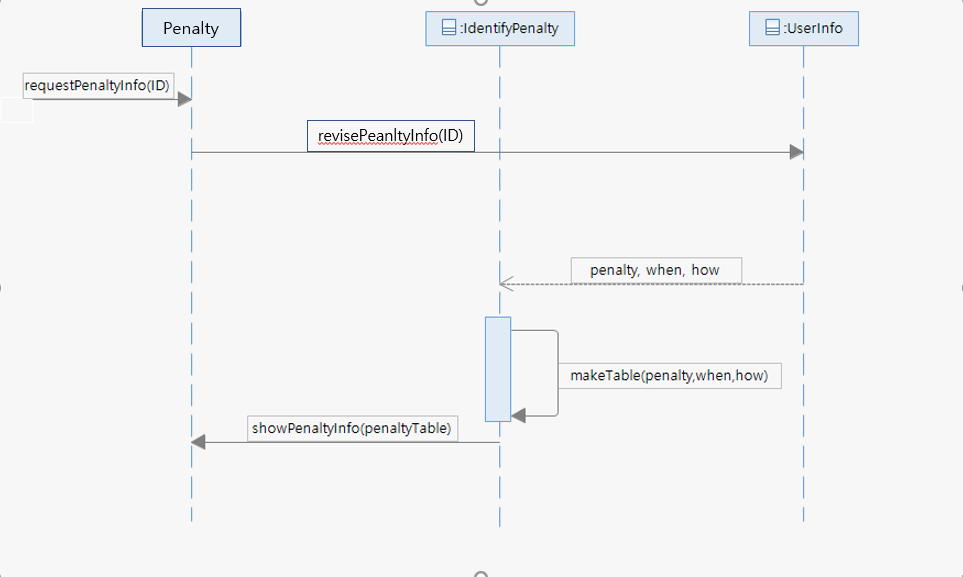 Penalty
:IdentifyPenalty
:UserInfo
requestPenaltyInfo(ID)
revisePeanltyInfo(ID)
penalty, when, how
makeTable(penalty,when,how)
showPenaltyInfo(penaltyTable)